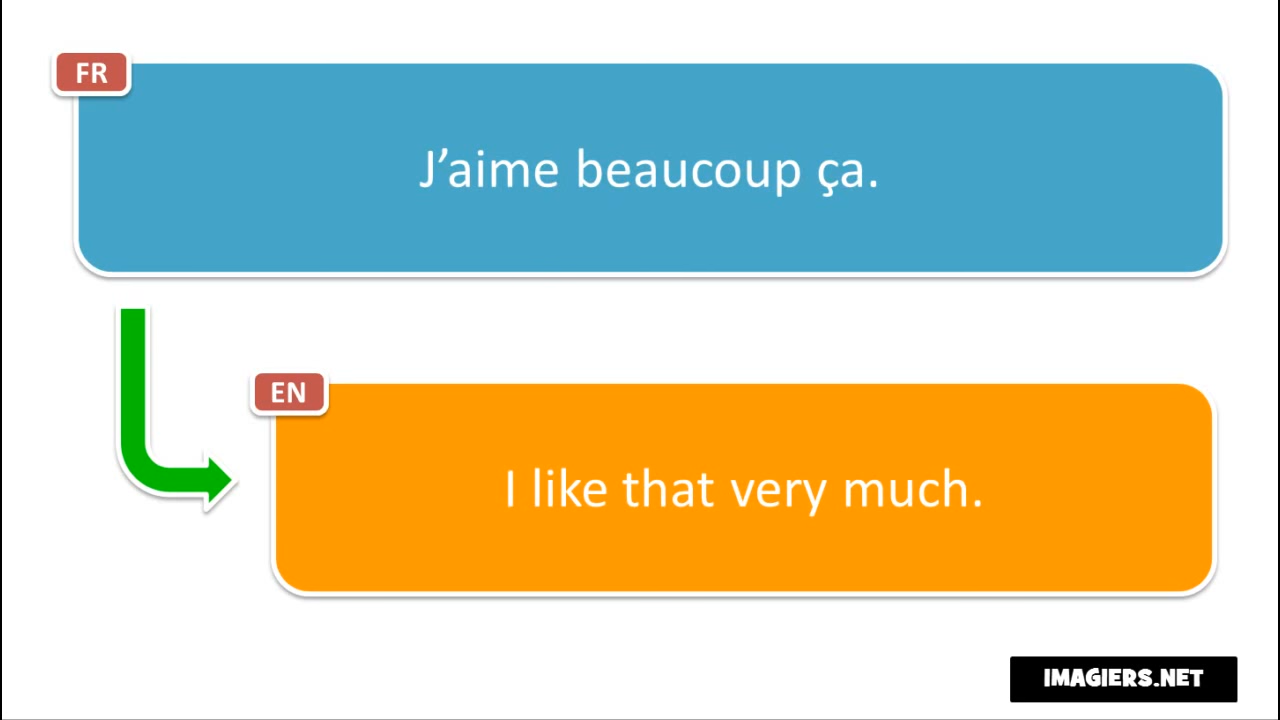 FR
J’aime beaucoup ça.
EN
I like that very much.
IMAGIERS.NET